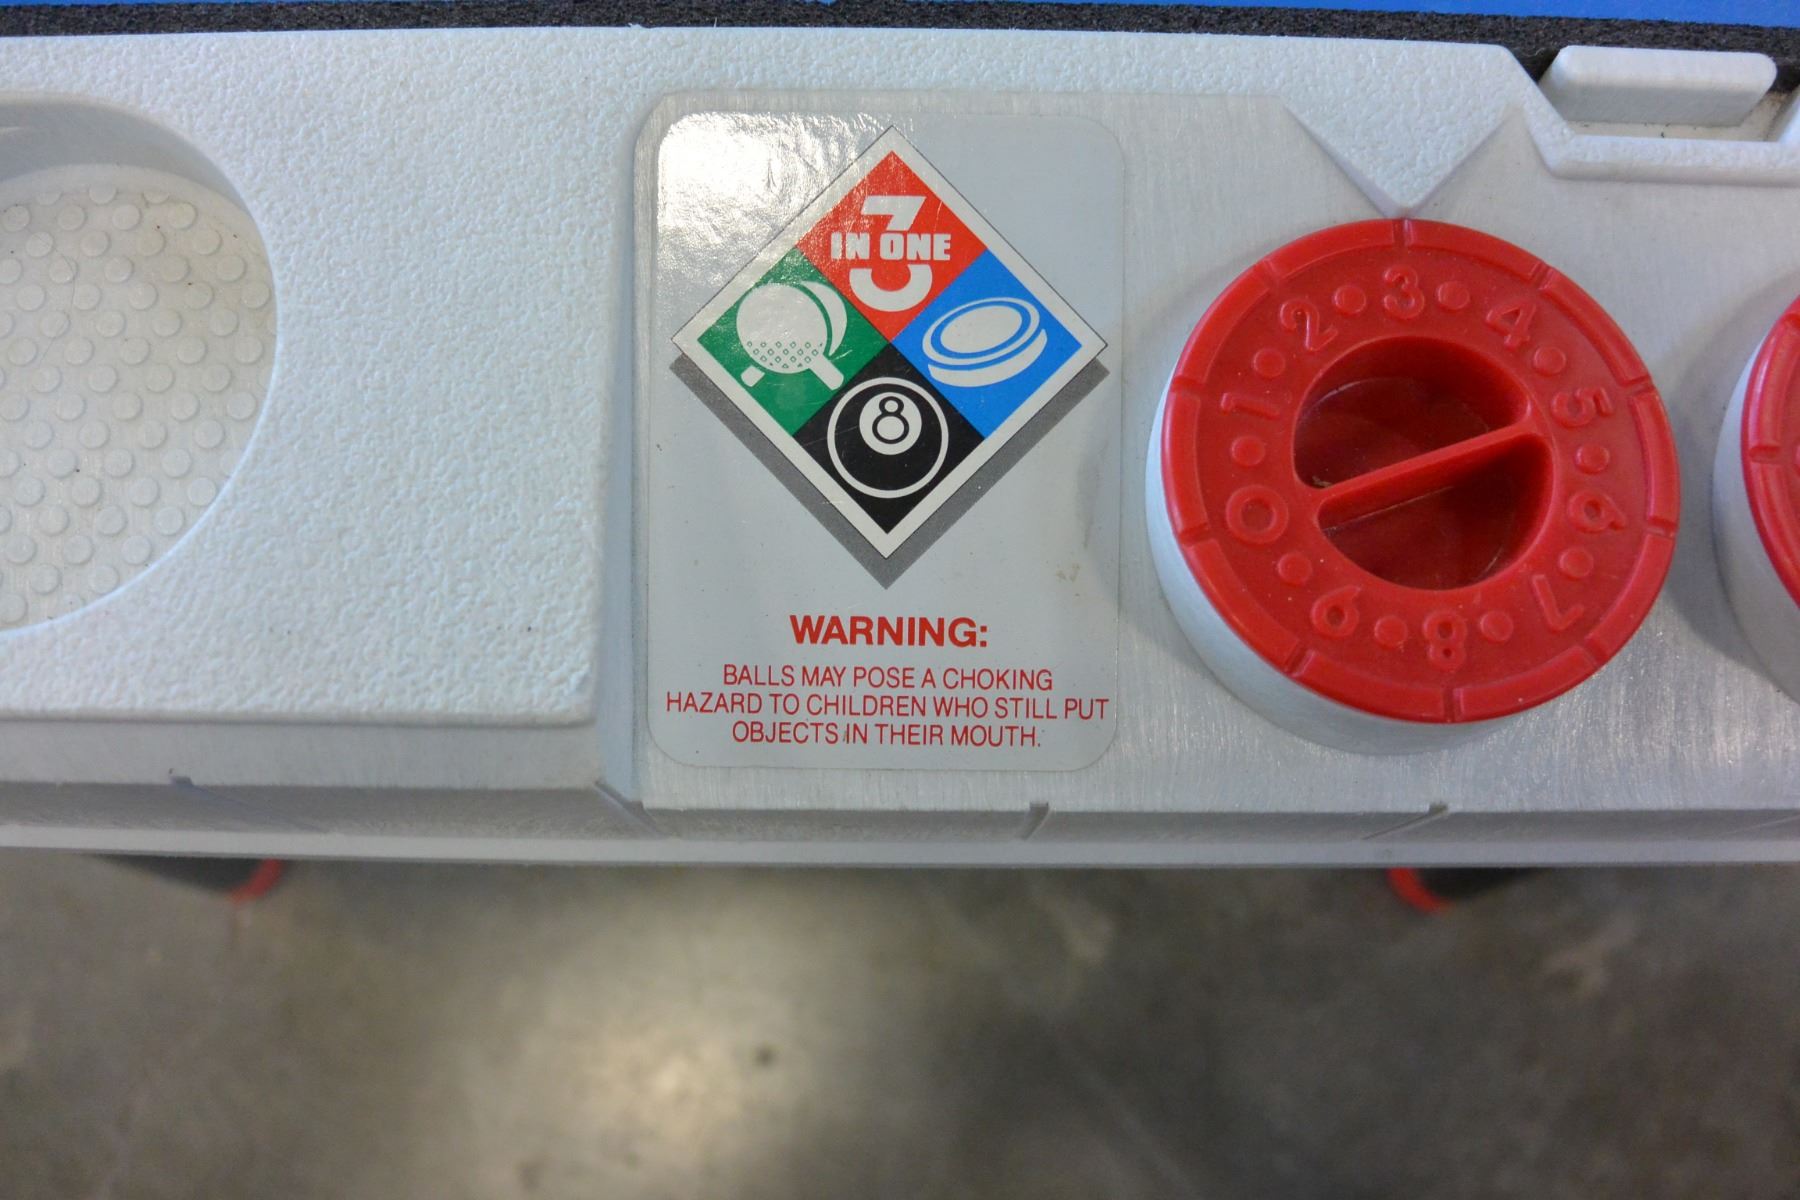 3
IN ONE
8
WARNING:
BALLS MAY POSE A CHOKING
HAZARD TO CHILDREN WHO STILL PUT
OBJECTS IN THEIR MOUTH.
0 • 1 • 2 • 3 • 4 • 5 • 6 • 7 • 8 • 9 •